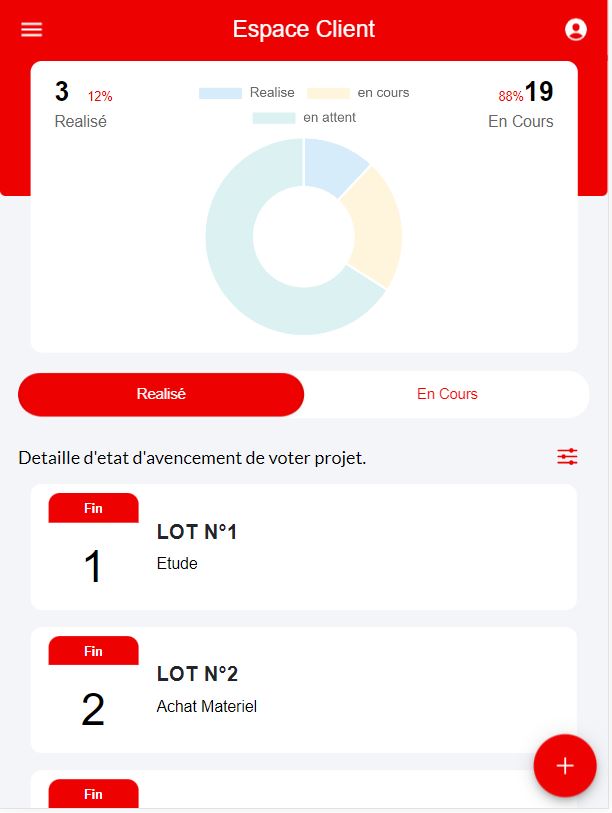 Espace Client
3 12%
Realisé
Realise en cours
en attent
88%19
En Cours
Realisé
En Cours
Detaille d'etat d'avencement de voter projet.
Fin
1
LOT N°1
Etude
Fin
2
LOT N°2
Achat Materiel
Fin
+